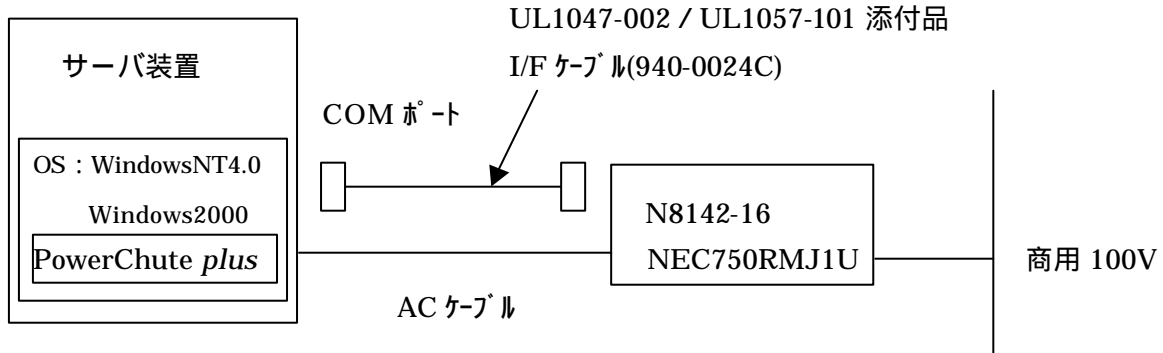 UL1047-002 / UL1057-101 添付品
I/F ｹｰﾌﾞﾙ(940-0024C)
サーバ装置
COM ﾎﾟｰﾄ
OS：WindowsNT4.0
Windows2000
PowerChute plus
N8142-16
NEC750RMJ1U
商用 100V
AC ｹｰﾌﾞﾙ